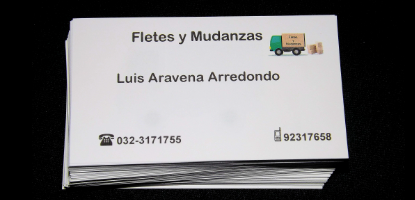 Fletes y Mudanzas
Luis Aravena Arredondo
032-3171755
92317658